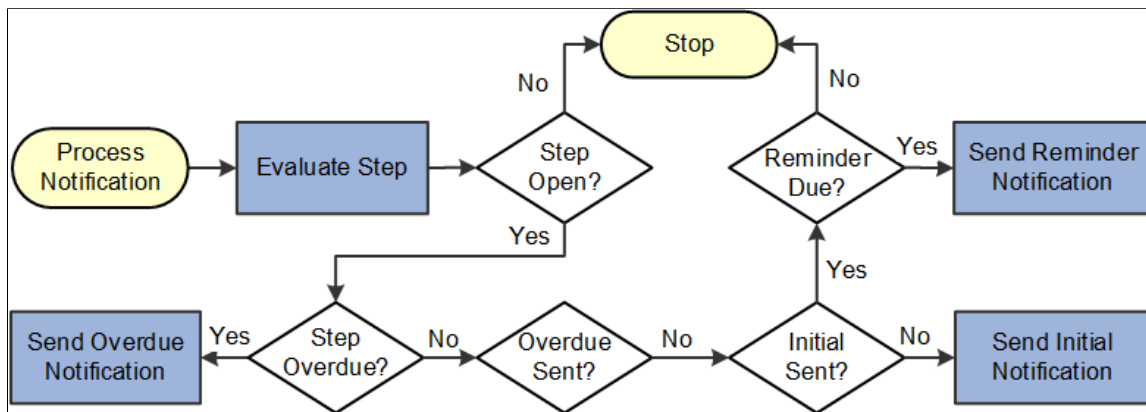 Stop
No
No
Process
Notification
Evaluate Step
Step
Open?
Reminder
Due?
Yes
Send Reminder
Notification
Yes
Yes
Send Overdue
Notification
Yes
Step
Overdue?
No
Overdue
Sent?
No
Initial
Sent?
No
Send Initial
Notification